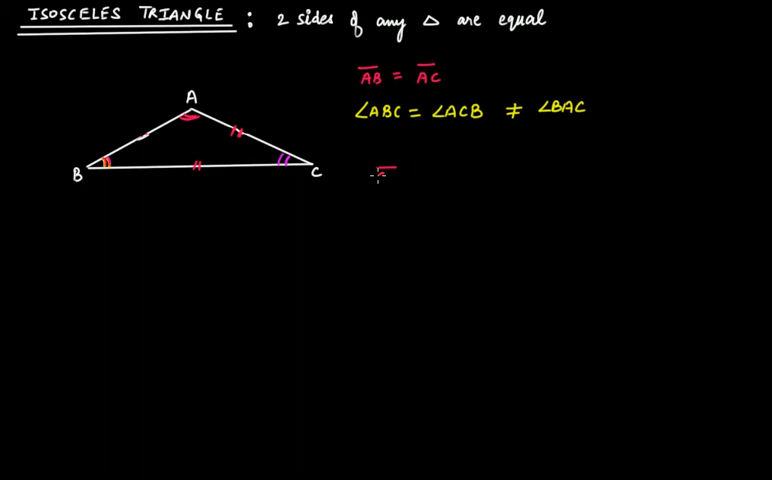 ISOSCELES TRIANGLE : 2 sides of any Δ are equal
AB = AC
∠ABC = ∠ACB ≠ ∠BAC
A
B
C